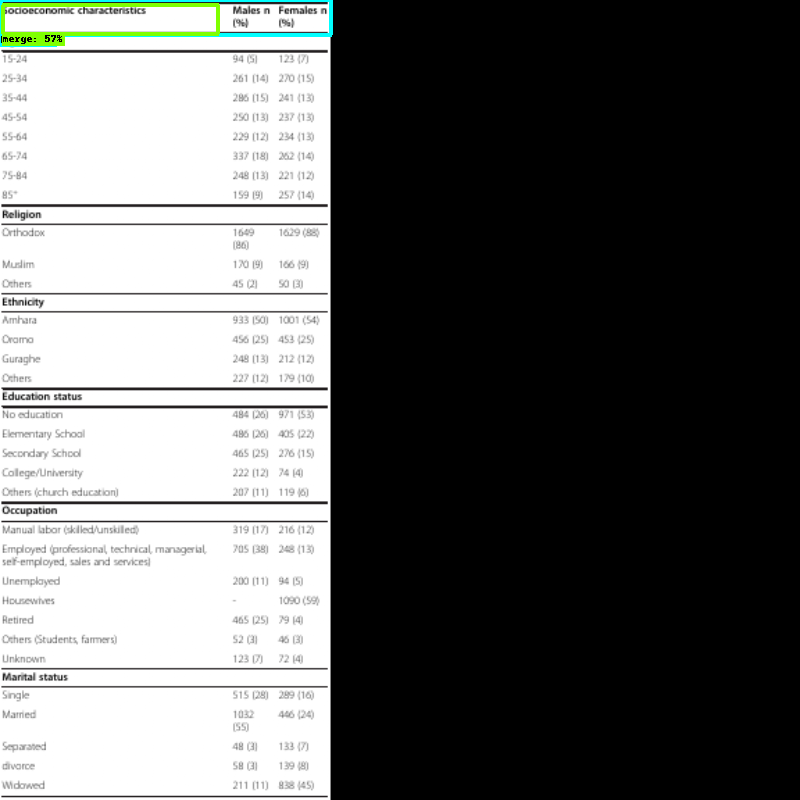 Socioeconomic characteristics Males n (%) Females n (%)
merge: 57%
15-24 94 (5) 123 (7)
25-34 261 (14) 270 (15)
35-44 286 (15) 241 (13)
45-54 250 (13) 237 (13)
55-64 229 (12) 234 (13)
65-74 337 (18) 262 (14)
75-84 248 (13) 221 (12)
85+ 159 (9) 257 (14)
Religion
Orthodox 1649 (86) 1629 (88)
Muslim 170 (9) 166 (9)
Others 45 (2) 50 (3)
Ethnicity
Amhara 933 (50) 1001 (54)
Oromo 456 (25) 453 (25)
Guraghe 248 (13) 212 (12)
Others 227 (12) 179 (10)
Education status
No education 484 (26) 971 (53)
Elementary School 486 (26) 405 (22)
Secondary School 465 (25) 276 (15)
College/University 222 (12) 74 (4)
Others (church education) 207 (11) 119 (6)
Occupation
Manual labor (skilled/unskilled) 319 (17) 216 (12)
Employed (professional, technical, managerial, 705 (38) 248 (13)
self-employed, sales and services)
Unemployed 200 (11) 94 (5)
Housewives - 1090 (59)
Retired 465 (25) 79 (4)
Others (Students, farmers) 52 (3) 46 (3)
Unknown 123 (7) 72 (4)
Marital status
Single 515 (28) 289 (16)
Married 1032 (55) 446 (24)
Separated 48 (3) 133 (7)
divorce 58 (3) 139 (8)
Widowed 211 (11) 838 (45)